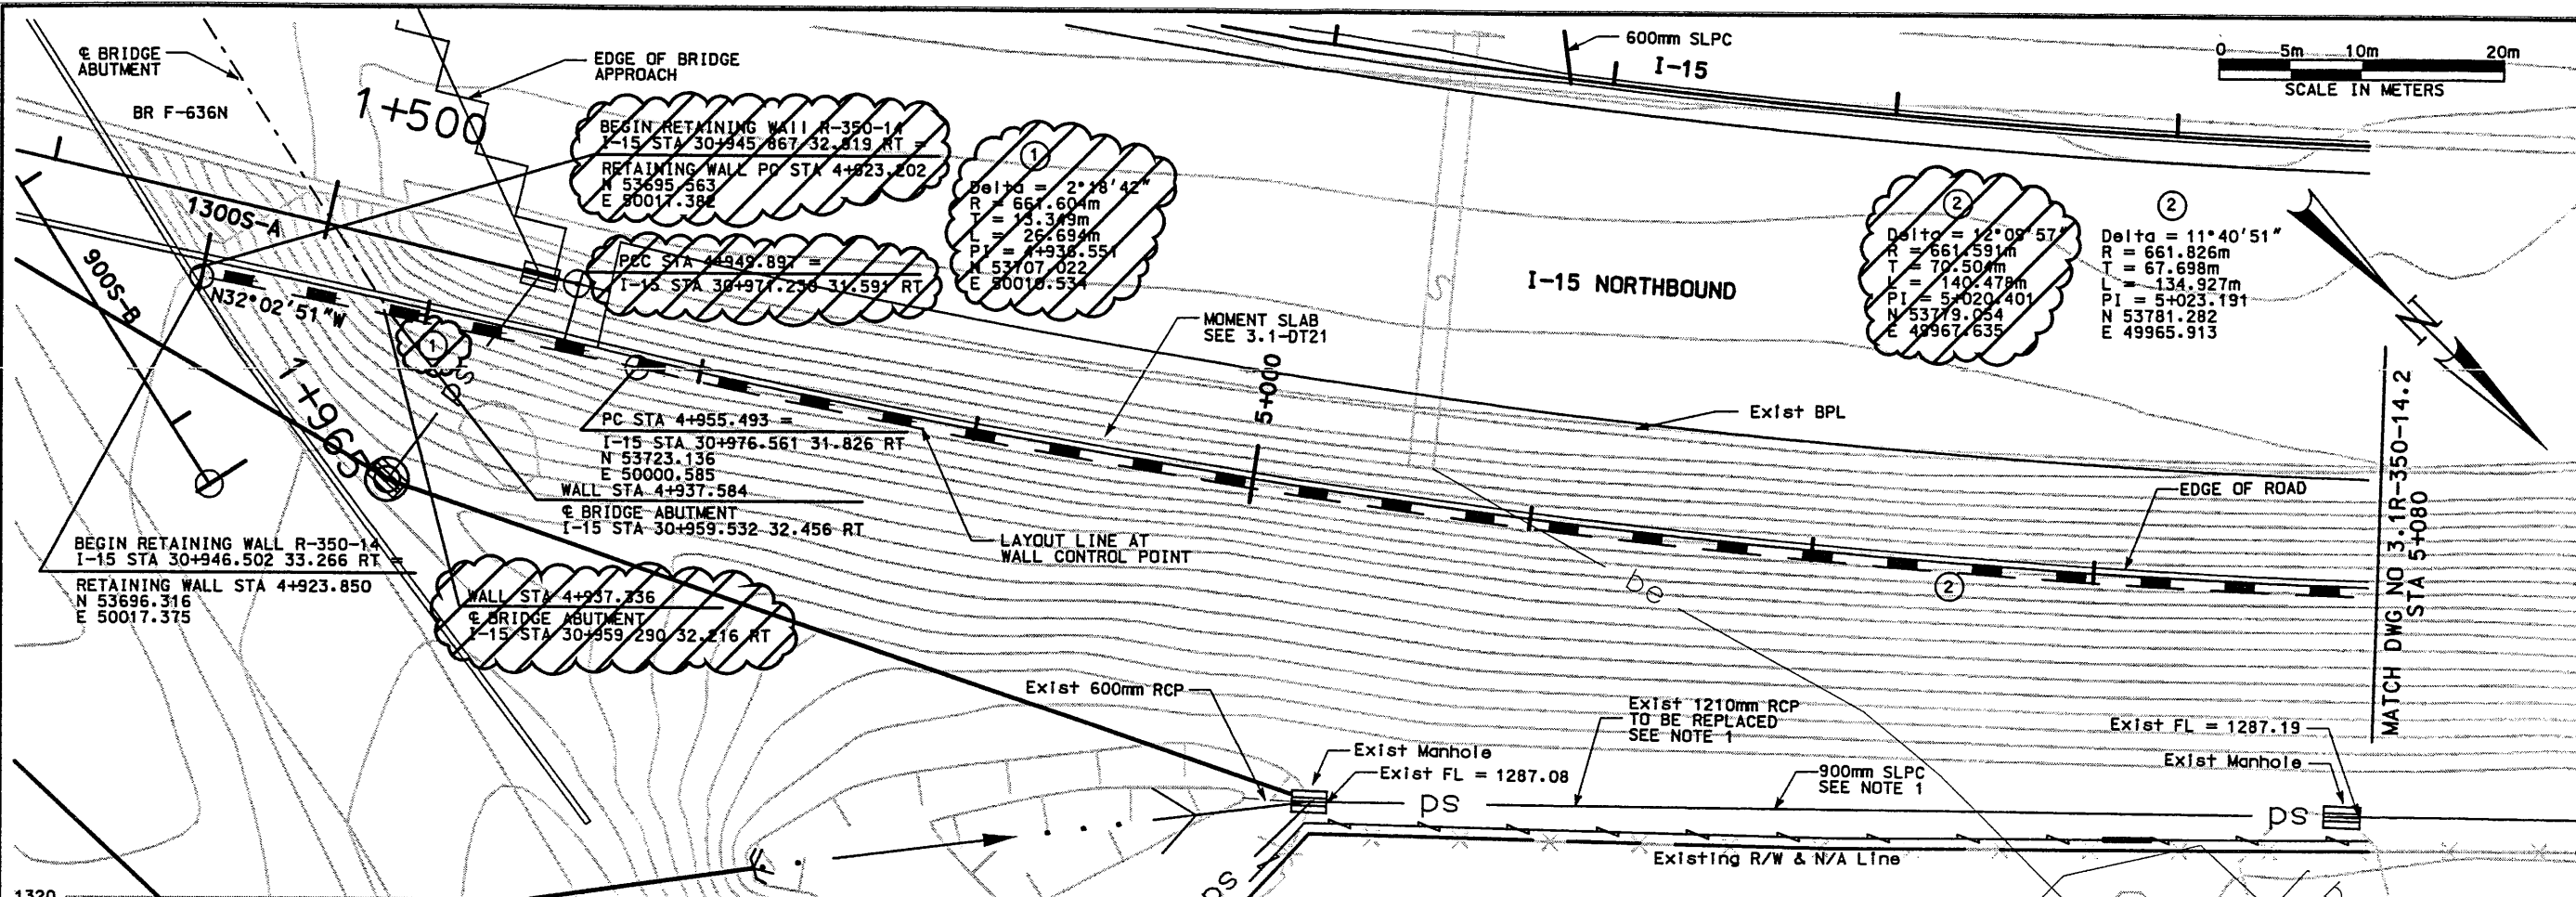 ℄ BRIDGE
ABUTMENT
BR F-636N
EDGE OF BRIDGE
APPROACH
1+500
600mm SLPC
I-15
0 5m 10m 20m
SCALE IN METERS
BEGIN RETAINING WAll R-350-14
I-15 STA 30+945.867 32.819 RT =
RETAINING WALL PC STA 4+923.202
N 53695.563
E 50017.382
1
Delta = 2°18'42"
R = 661.604m
T = 13.349m
L = 26.694m
PI = 4+936.551
N 53707.022
E 50010.534
2
Delta = 12°09'57"
R = 661.591m
T = 70.504m
L = 140.478m
PI = 5+020.401
N 53779.054
E 49967.635
2
Delta = 11°40'51"
R = 661.826m
T = 67.698m
L = 134.927m
PI = 5+023.191
N 53781.282
E 49965.913
1300S-A
900S-B
PCC STA 4+949.897 =
I-15 STA 30+971.230 31.591 RT
N32°02'51"W
I-15 NORTHBOUND
S
N
MOMENT SLAB
SEE 3.1-DT21
1
1+965
5+000
Exist BPL
PC STA 4+955.493 =
I-15 STA 30+976.561 31.826 RT
N 53723.136
E 50000.585
WALL STA 4+937.584
℄ BRIDGE ABUTMENT
I-15 STA 30+959.532 32.456 RT
LAYOUT LINE AT
WALL CONTROL POINT
EDGE OF ROAD
MATCH DWG NO 3.1R-350-14.2
STA 5+080
BEGIN RETAINING WALL R-350-14
I-15 STA 30+946.502 33.266 RT =
RETAINING WALL STA 4+923.850
N 53696.316
E 50017.375
WALL STA 4+937.336
℄ BRIDGE ABUTMENT
I-15 STA 30+959.290 32.216 RT
be
2
Exist 600mm RCP
Exist Manhole
Exist FL = 1287.08
Exist 1210mm RCP
TO BE REPLACED
SEE NOTE 1
900mm SLPC
SEE NOTE 1
Exist FL = 1287.19
Exist Manhole
ps
ps
ps
Existing R/W & N/A Line
1320